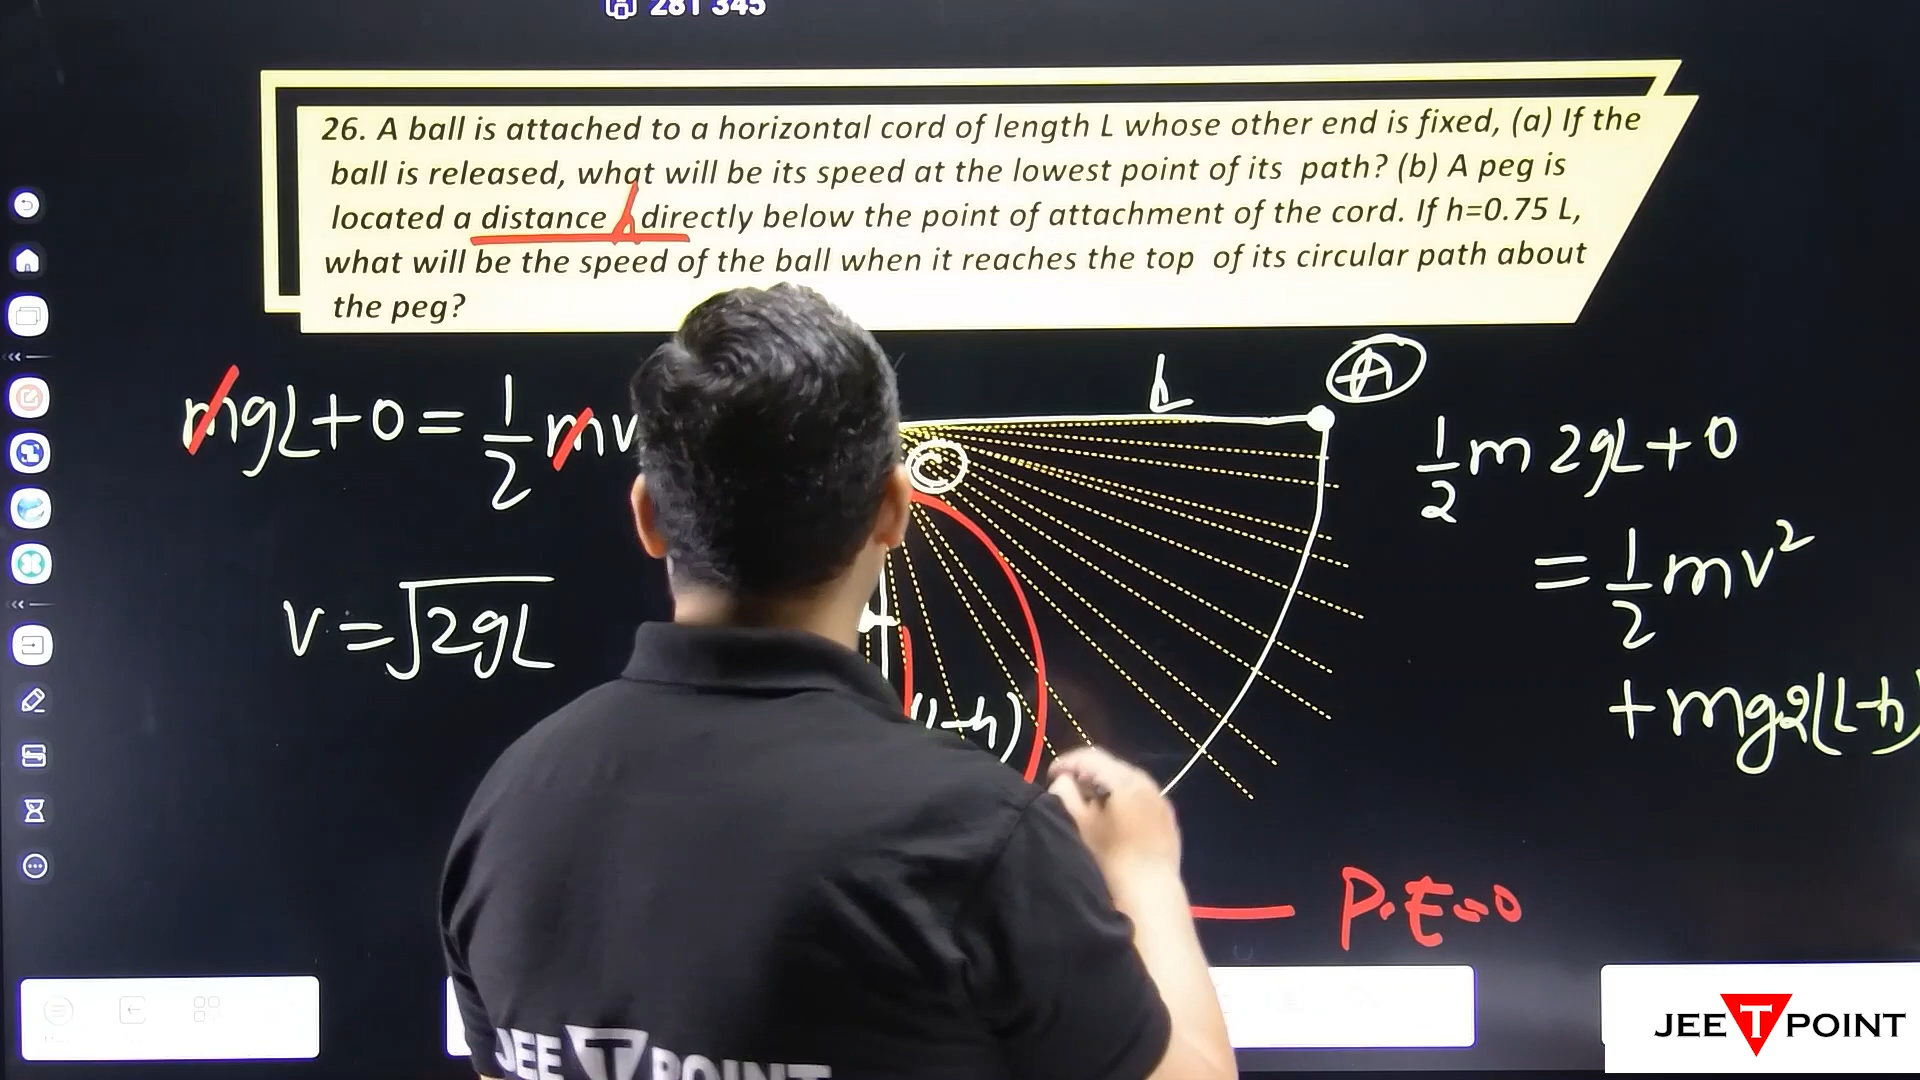 281 345
26. A ball is attached to a horizontal cord of length L whose other end is fixed, (a) If the
ball is released, what will be its speed at the lowest point of its path? (b) A peg is
located a distance h directly below the point of attachment of the cord. If h=0.75 L,
what will be the speed of the ball when it reaches the top of its circular path about
the peg?
L
A
mgL+0=1/2 mv
C
1/2 m 2gL+0
=1/2 mv²
v=√2gL
(L-h)
+mg2(L-h)
P.E=0
JEE T POINT
JEE T POINT